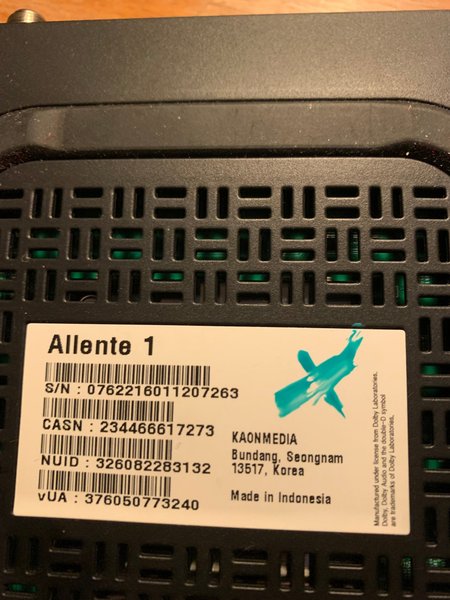 Allente 1
S/N : 0762216011207263
CASN : 234466617273
NUID : 326082283132
vUA : 376050773240
KAONMEDIA
Bundang, Seongnam
13517, Korea
Made in Indonesia
Manufactured under license from Dolby Laboratories.
Dolby, Dolby Audio and the double-D symbol
are trademarks of Dolby Laboratories.